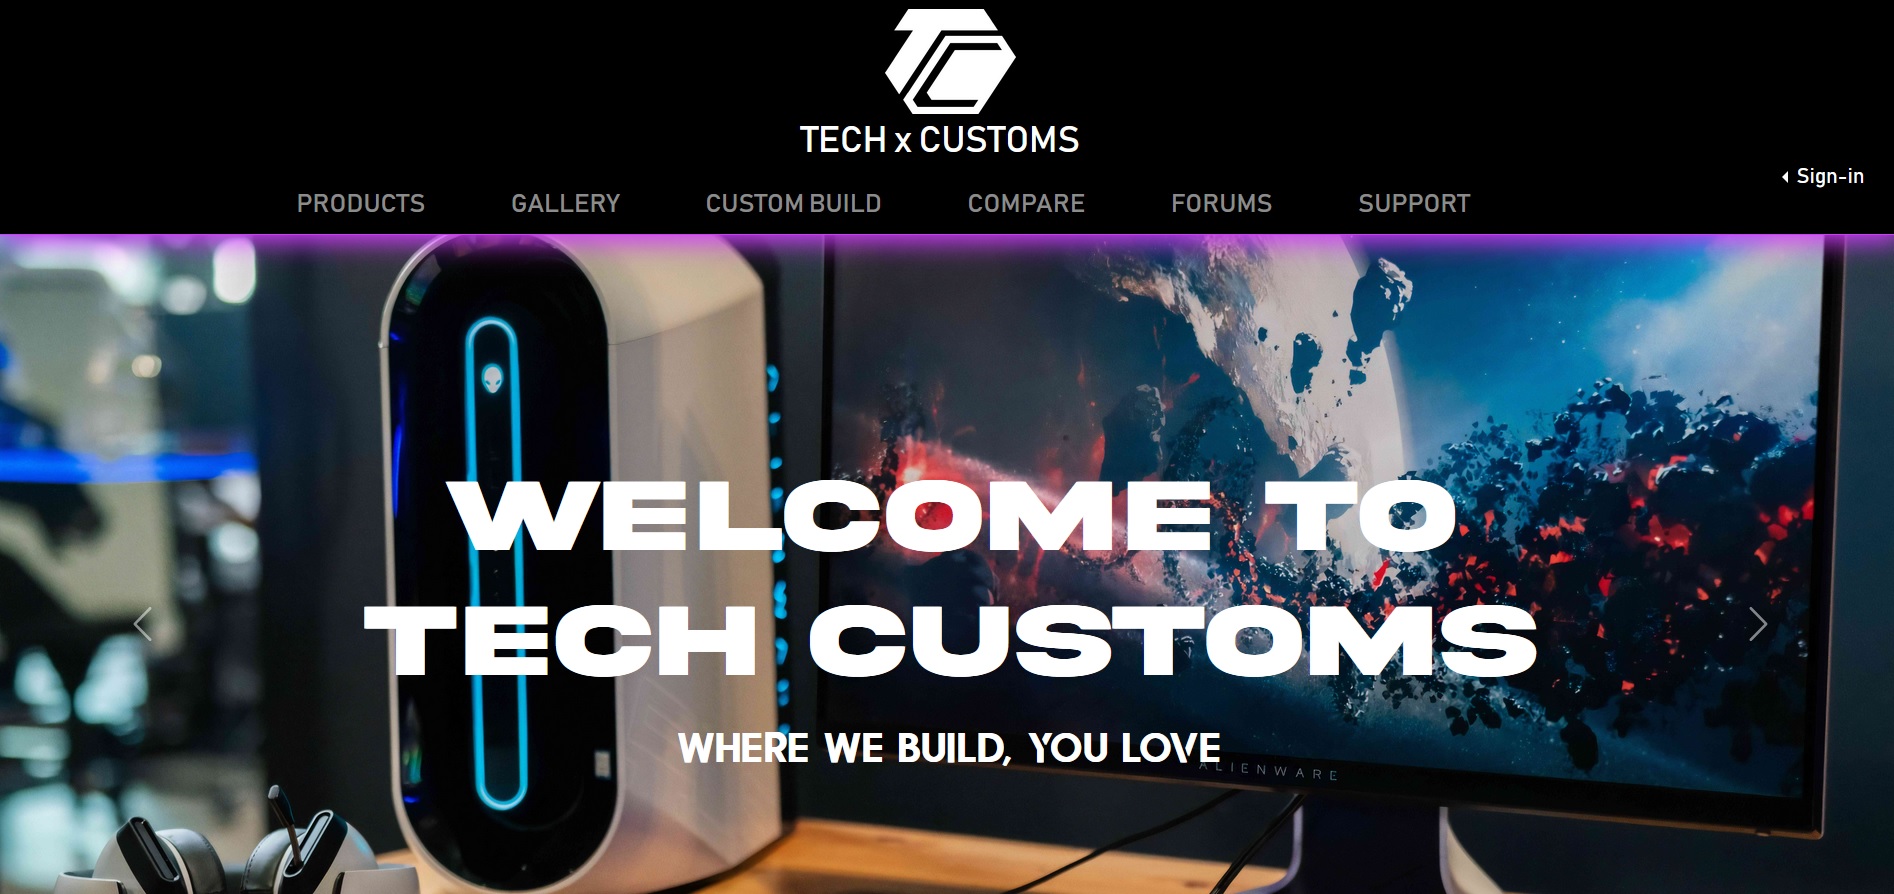 TECH x CUSTOMS
Sign-in
PRODUCTS GALLERY CUSTOM BUILD COMPARE FORUMS SUPPORT
WELCOME TO
TECH CUSTOMS
WHERE WE BUILD, YOU LOVE
ALIENWARE